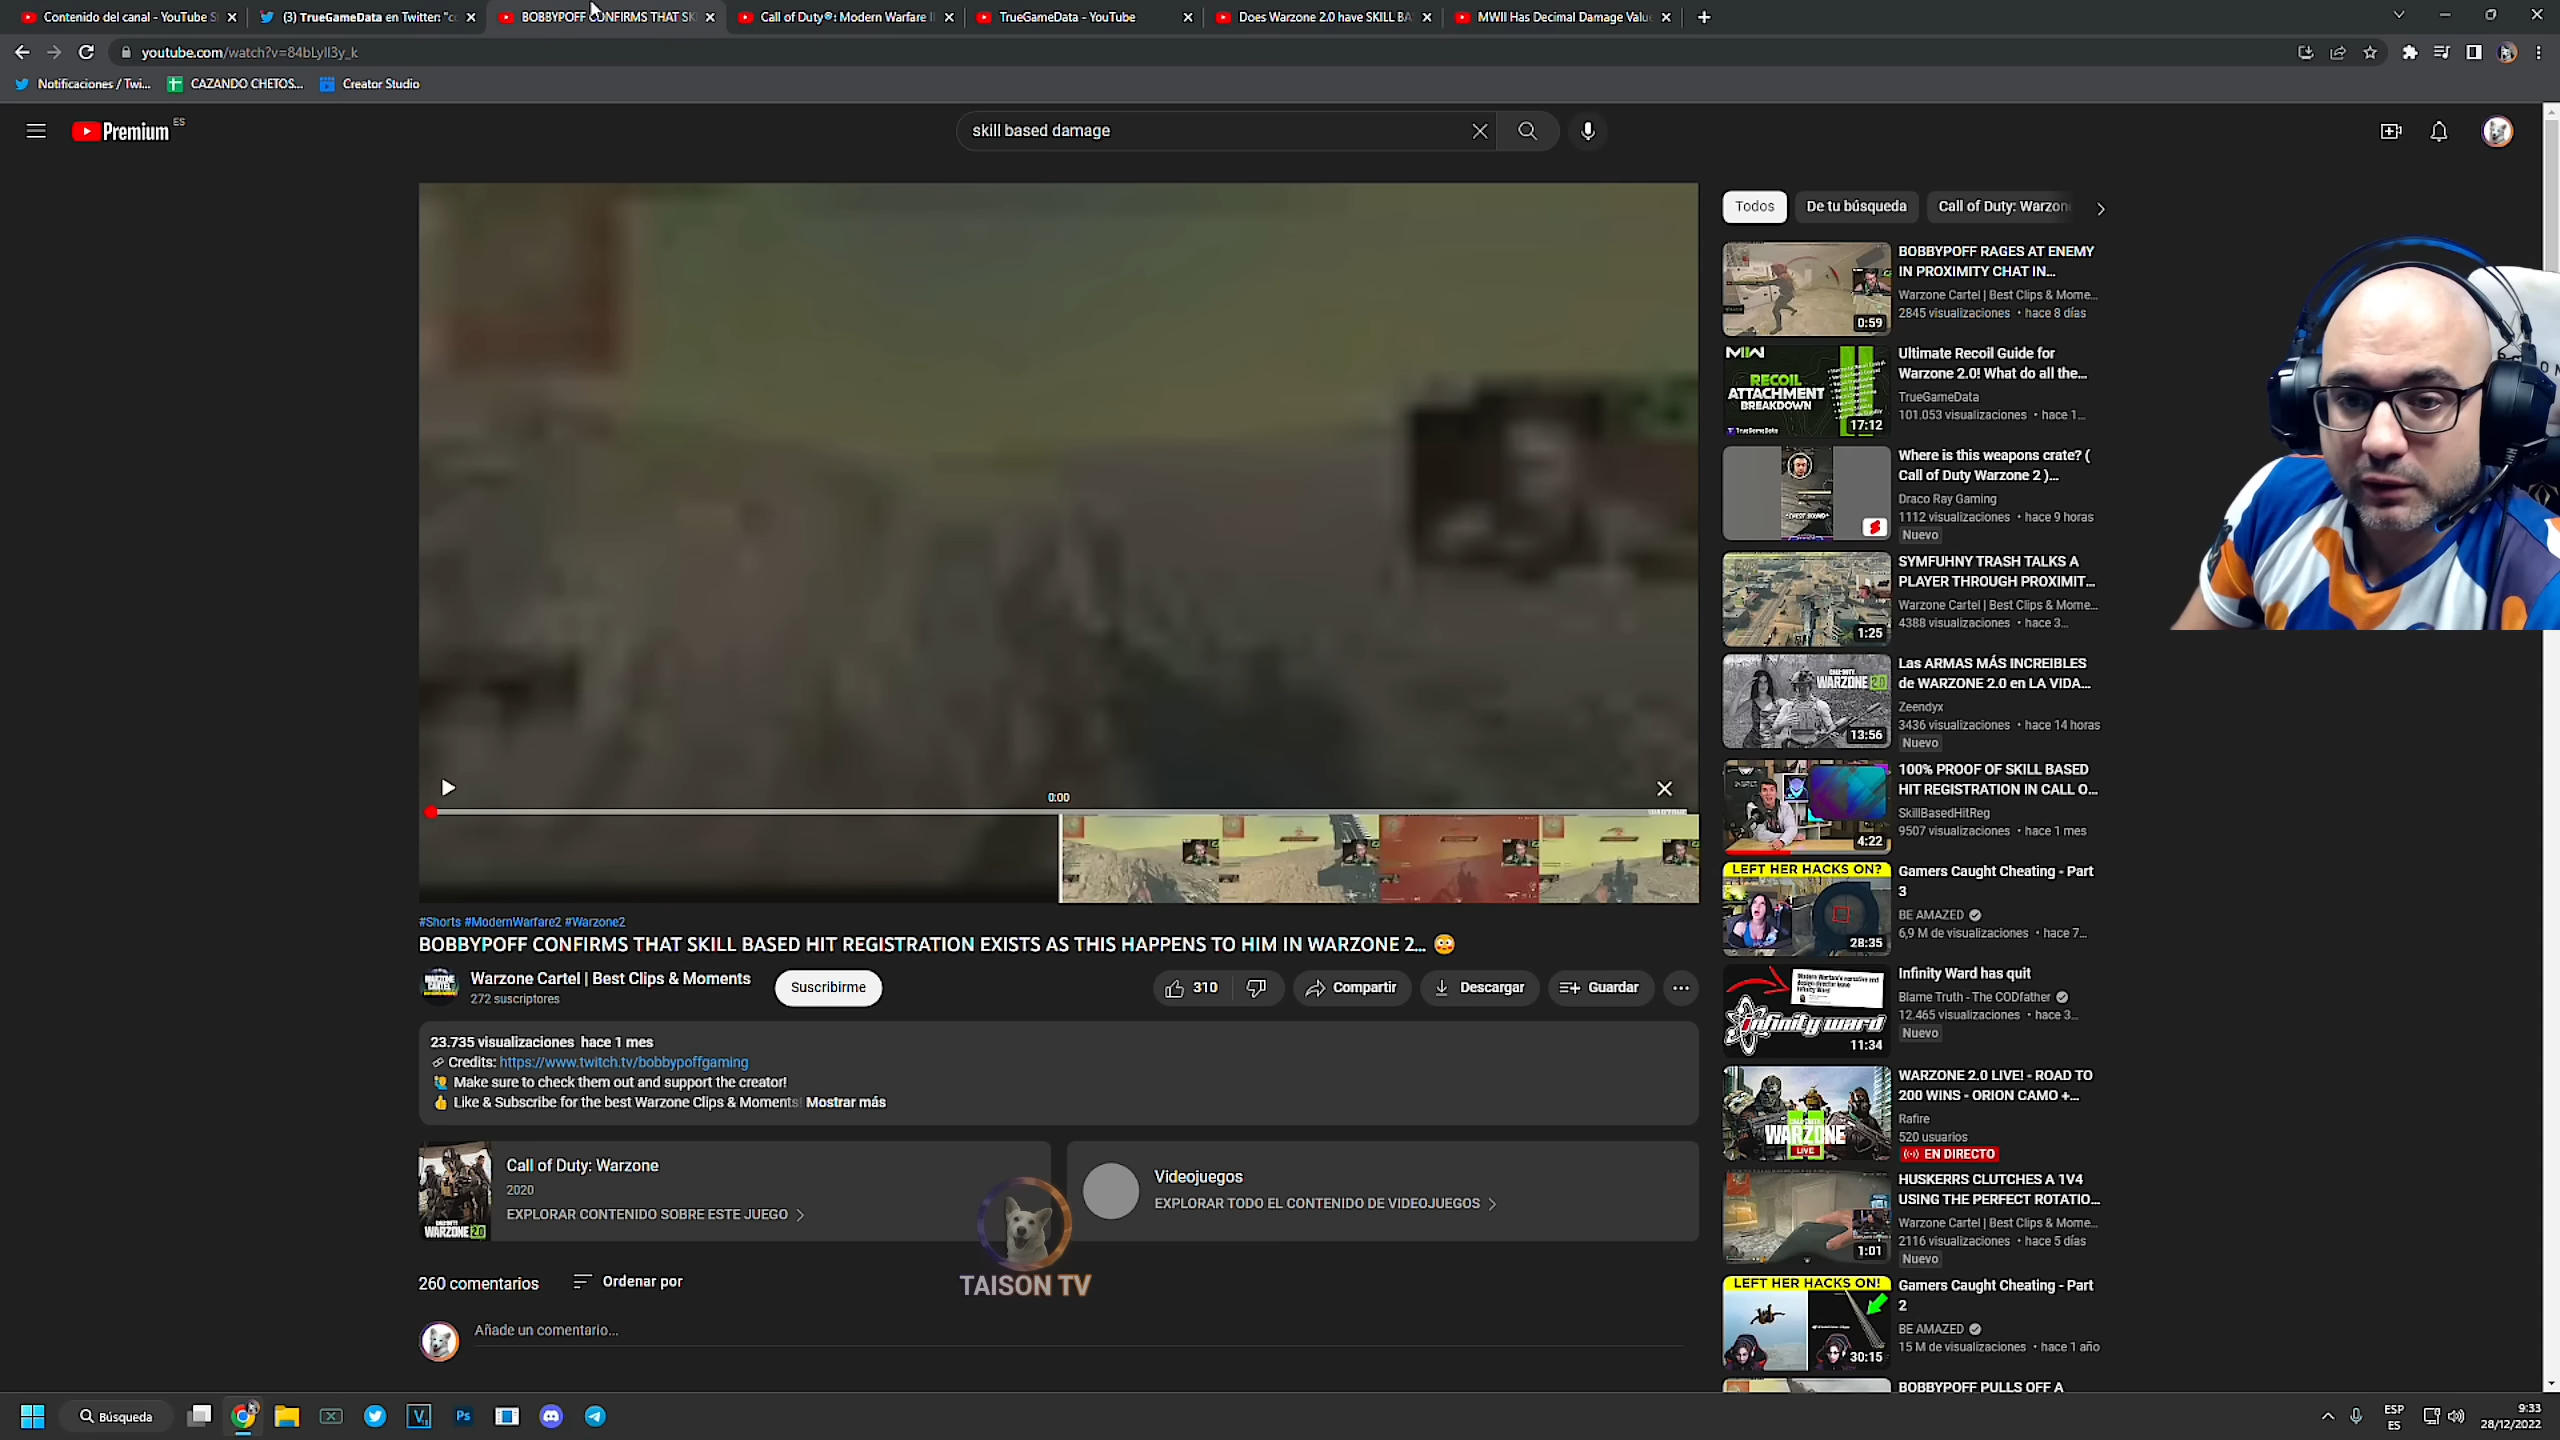 Contenido del canal - YouTube S
(3) TrueGameData en Twitter: "c
BOBBYPOFF CONFIRMS THAT SK
Call of Duty®: Modern Warfare I
TrueGameData - YouTube
Does Warzone 2.0 have SKILL BA
MWII Has Decimal Damage Valu
youtube.com/watch?v=84bLyII3y_k
Notificaciones / Twi...
CAZANDO CHETOS...
Creator Studio
Premium ES
skill based damage
Todos
De tu búsqueda
Call of Duty: Warzon
0:00
#Shorts #ModernWarfare2 #Warzone2
BOBBYPOFF CONFIRMS THAT SKILL BASED HIT REGISTRATION EXISTS AS THIS HAPPENS TO HIM IN WARZONE 2... 😳
Warzone Cartel | Best Clips & Moments
272 suscriptores
Suscribirme
310
Compartir
Descargar
Guardar
23.735 visualizaciones hace 1 mes
Credits: https://www.twitch.tv/bobbypoffgaming
Make sure to check them out and support the creator!
👍 Like & Subscribe for the best Warzone Clips & Moments! Mostrar más
Call of Duty: Warzone
2020
EXPLORAR CONTENIDO SOBRE ESTE JUEGO
WARZONE 2.0
Videojuegos
EXPLORAR TODO EL CONTENIDO DE VIDEOJUEGOS
TAISON TV
260 comentarios
Ordenar por
Añade un comentario...
BOBBYPOFF RAGES AT ENEMY
IN PROXIMITY CHAT IN...
Warzone Cartel | Best Clips & Mome...
2845 visualizaciones • hace 8 días
0:59
Ultimate Recoil Guide for
Warzone 2.0! What do all the...
TrueGameData
101.053 visualizaciones • hace 1...
RECOIL
ATTACHMENT
BREAKDOWN
17:12
Where is this weapons crate? (
Call of Duty Warzone 2 )...
Draco Ray Gaming
1112 visualizaciones • hace 9 horas
Nuevo
SYMFUHNY TRASH TALKS A
PLAYER THROUGH PROXIMIT...
Warzone Cartel | Best Clips & Mome...
4388 visualizaciones • hace 3...
1:25
Las ARMAS MÁS INCREIBLES
de WARZONE 2.0 en LA VIDA...
Zeendyx
3436 visualizaciones • hace 14 horas
Nuevo
WARZONE 2.0
13:56
100% PROOF OF SKILL BASED
HIT REGISTRATION IN CALL O...
SkillBasedHitReg
9507 visualizaciones • hace 1 mes
4:22
LEFT HER HACKS ON?
Gamers Caught Cheating - Part
3
BE AMAZED
6,9 M de visualizaciones • hace 7...
28:35
Infinity Ward has quit
Blame Truth - The CODfather
12.465 visualizaciones • hace 3...
Nuevo
infinity ward
11:34
WARZONE 2.0 LIVE! - ROAD TO
200 WINS - ORION CAMO +...
Rafire
520 usuarios
EN DIRECTO
WARZONE
LIVE
HUSKERRS CLUTCHES A 1V4
USING THE PERFECT ROTATIO...
Warzone Cartel | Best Clips & Mome...
2116 visualizaciones • hace 5 días
Nuevo
1:01
LEFT HER HACKS ON!
Gamers Caught Cheating - Part
2
BE AMAZED
15 M de visualizaciones • hace 1 año
30:15
BOBBYPOFF PULLS OFF A
Búsqueda
Ps
ESP
ES
9:33
28/12/2022